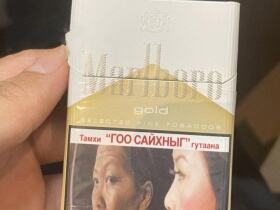 Marlboro
gold
SELECTED FINE TOBACCOS
Тамхи "ГОО САЙХНЫГ" гутаана